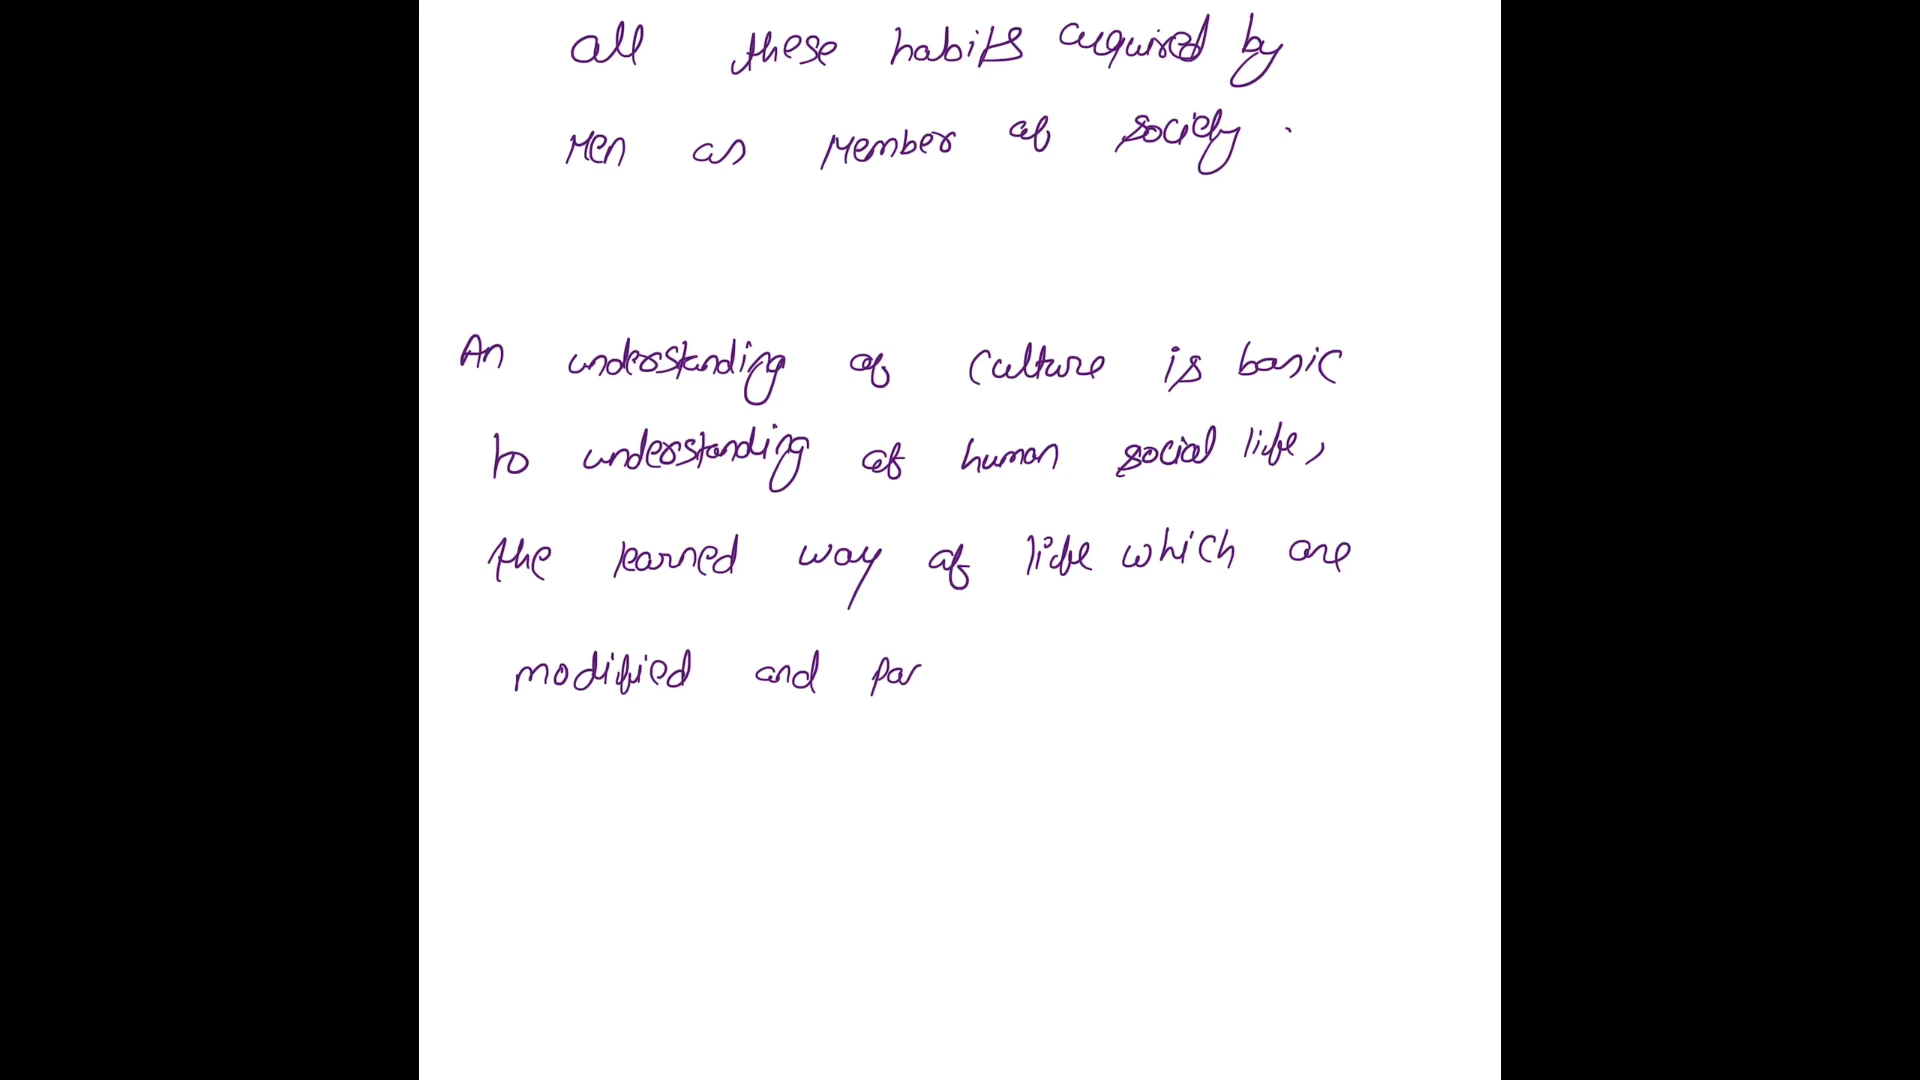 all these habits acquired by
Men as Member of society.
An understanding of culture is basic
to understanding of human social life,
the learned way of life which are
modified and par